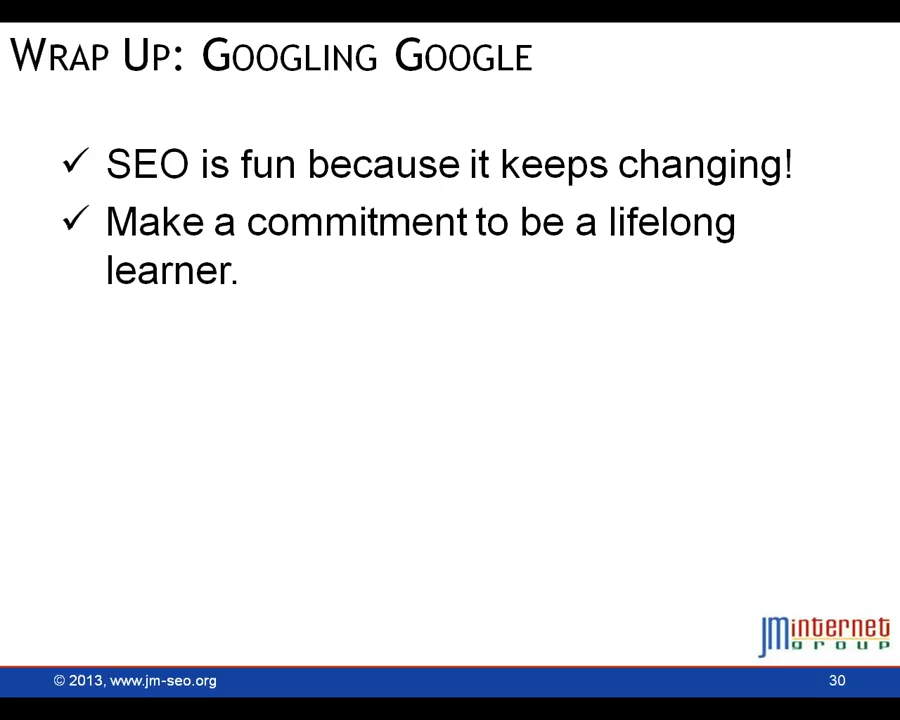 Wrap Up: Googling Google
✓ SEO is fun because it keeps changing!
✓ Make a commitment to be a lifelong
learner.
JMinternet
group
© 2013, www.jm-seo.org
30